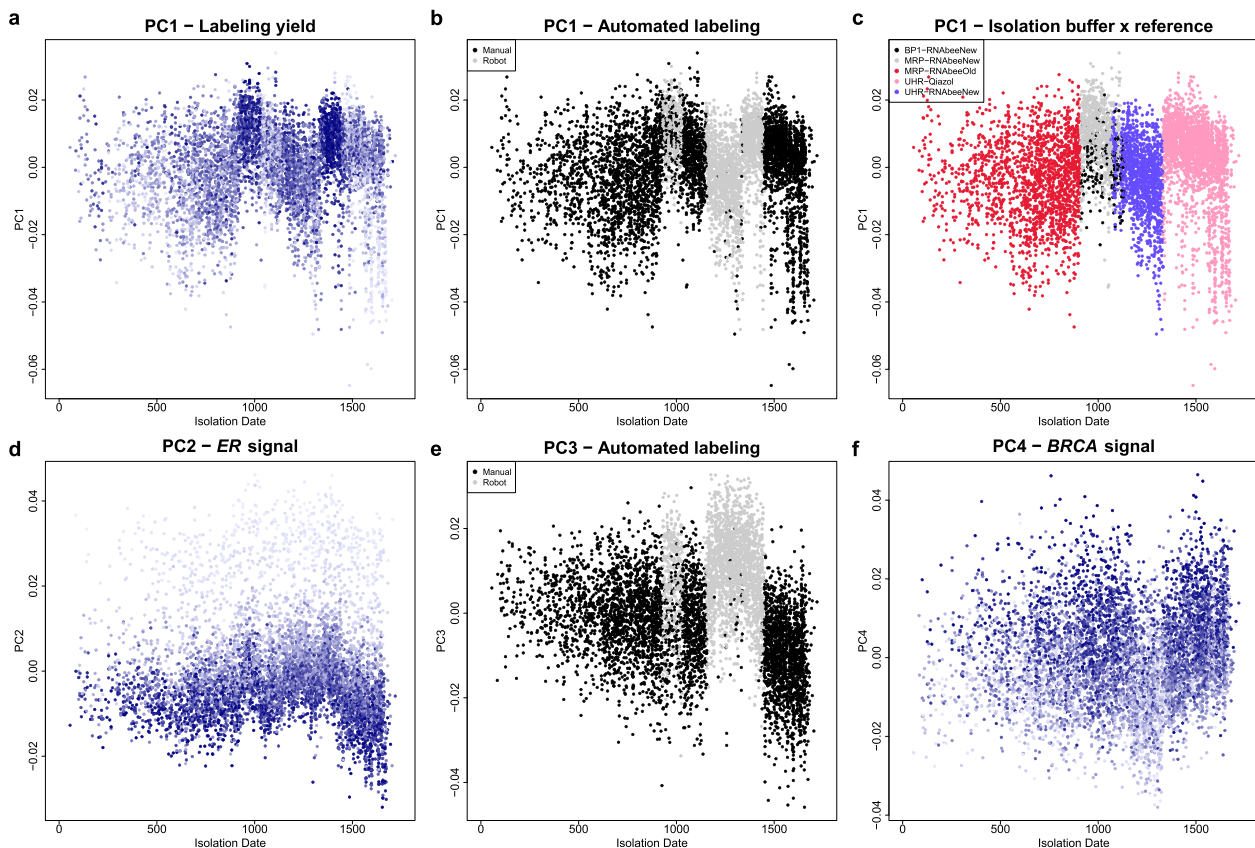 a
PC1 − Labeling yield
PC1
0.02
0.00
−0.02
−0.04
−0.06
0
500
1000
1500
Isolation Date
b
PC1 − Automated labeling
Manual
Robot
PC1
0.02
0.00
−0.02
−0.04
−0.06
0
500
1000
1500
Isolation Date
c
PC1 − Isolation buffer x reference
BP1−RNAbeeNew
MRP−RNAbeeNew
MRP−RNAbeeOld
UHR−Qiazol
UHR−RNAbeeNew
PC1
0.02
0.00
−0.02
−0.04
−0.06
0
500
1000
1500
Isolation Date
d
PC2 − ER signal
PC2
0.04
0.02
0.00
−0.02
0
500
1000
1500
Isolation Date
e
PC3 − Automated labeling
Manual
Robot
PC3
0.02
0.00
−0.02
−0.04
0
500
1000
1500
Isolation Date
f
PC4 − BRCA signal
PC4
0.04
0.02
0.00
−0.02
−0.04
0
500
1000
1500
Isolation Date